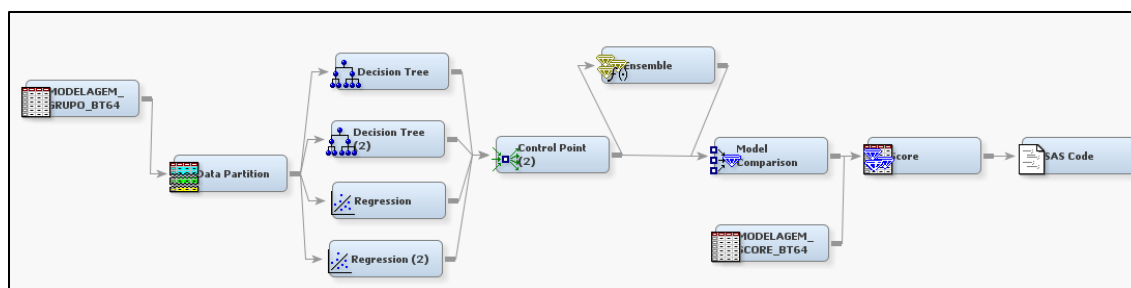 MODELAGEM_
GRUPO_BT64
Data Partition
Decision Tree
Decision Tree
(2)
Regression
Regression (2)
Control Point
(2)
Ensemble
Model
Comparison
MODELAGEM_
SCORE_BT64
Score
SAS Code